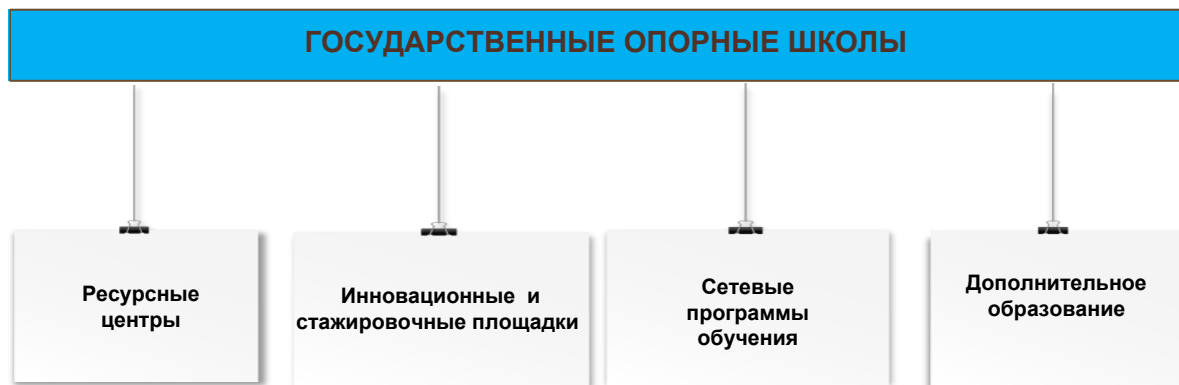 ГОСУДАРСТВЕННЫЕ ОПОРНЫЕ ШКОЛЫ
Ресурсные
центры
Инновационные и
стажировочные площадки
Сетевые
программы
обучения
Дополнительное
образование